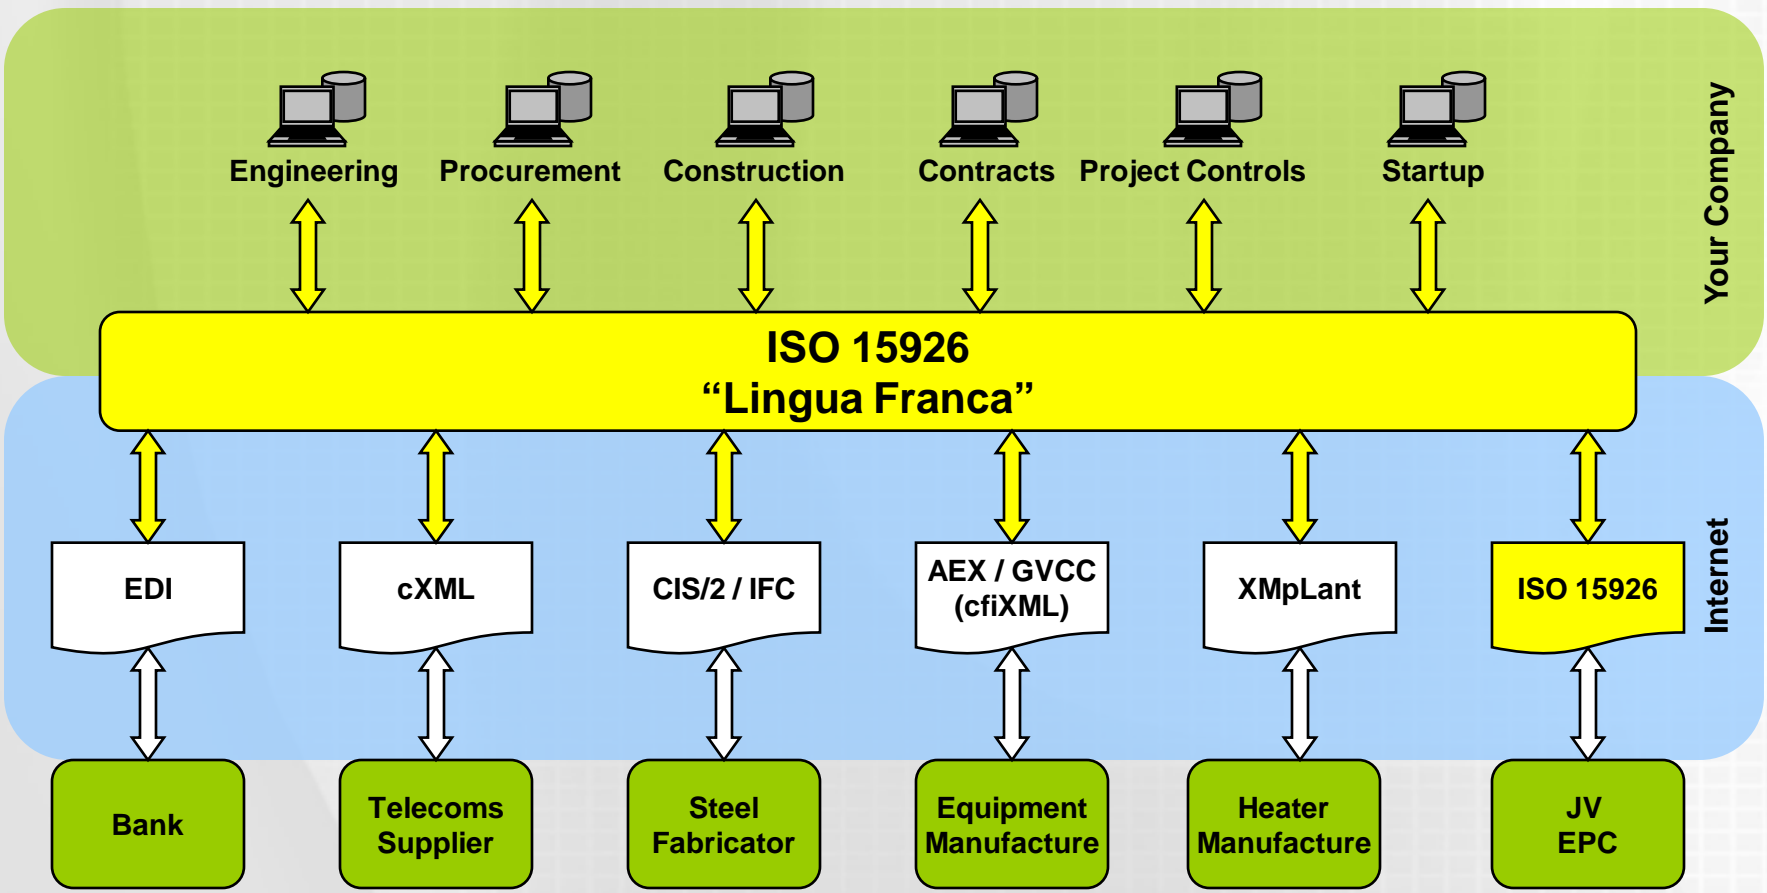 Engineering
Procurement
Construction
Contracts
Project Controls
Startup
Your Company
ISO 15926
“Lingua Franca”
Internet
EDI
cXML
CIS/2 / IFC
AEX / GVCC
(cfiXML)
XMpLant
ISO 15926
Bank
Telecoms
Supplier
Steel
Fabricator
Equipment
Manufacture
Heater
Manufacture
JV
EPC